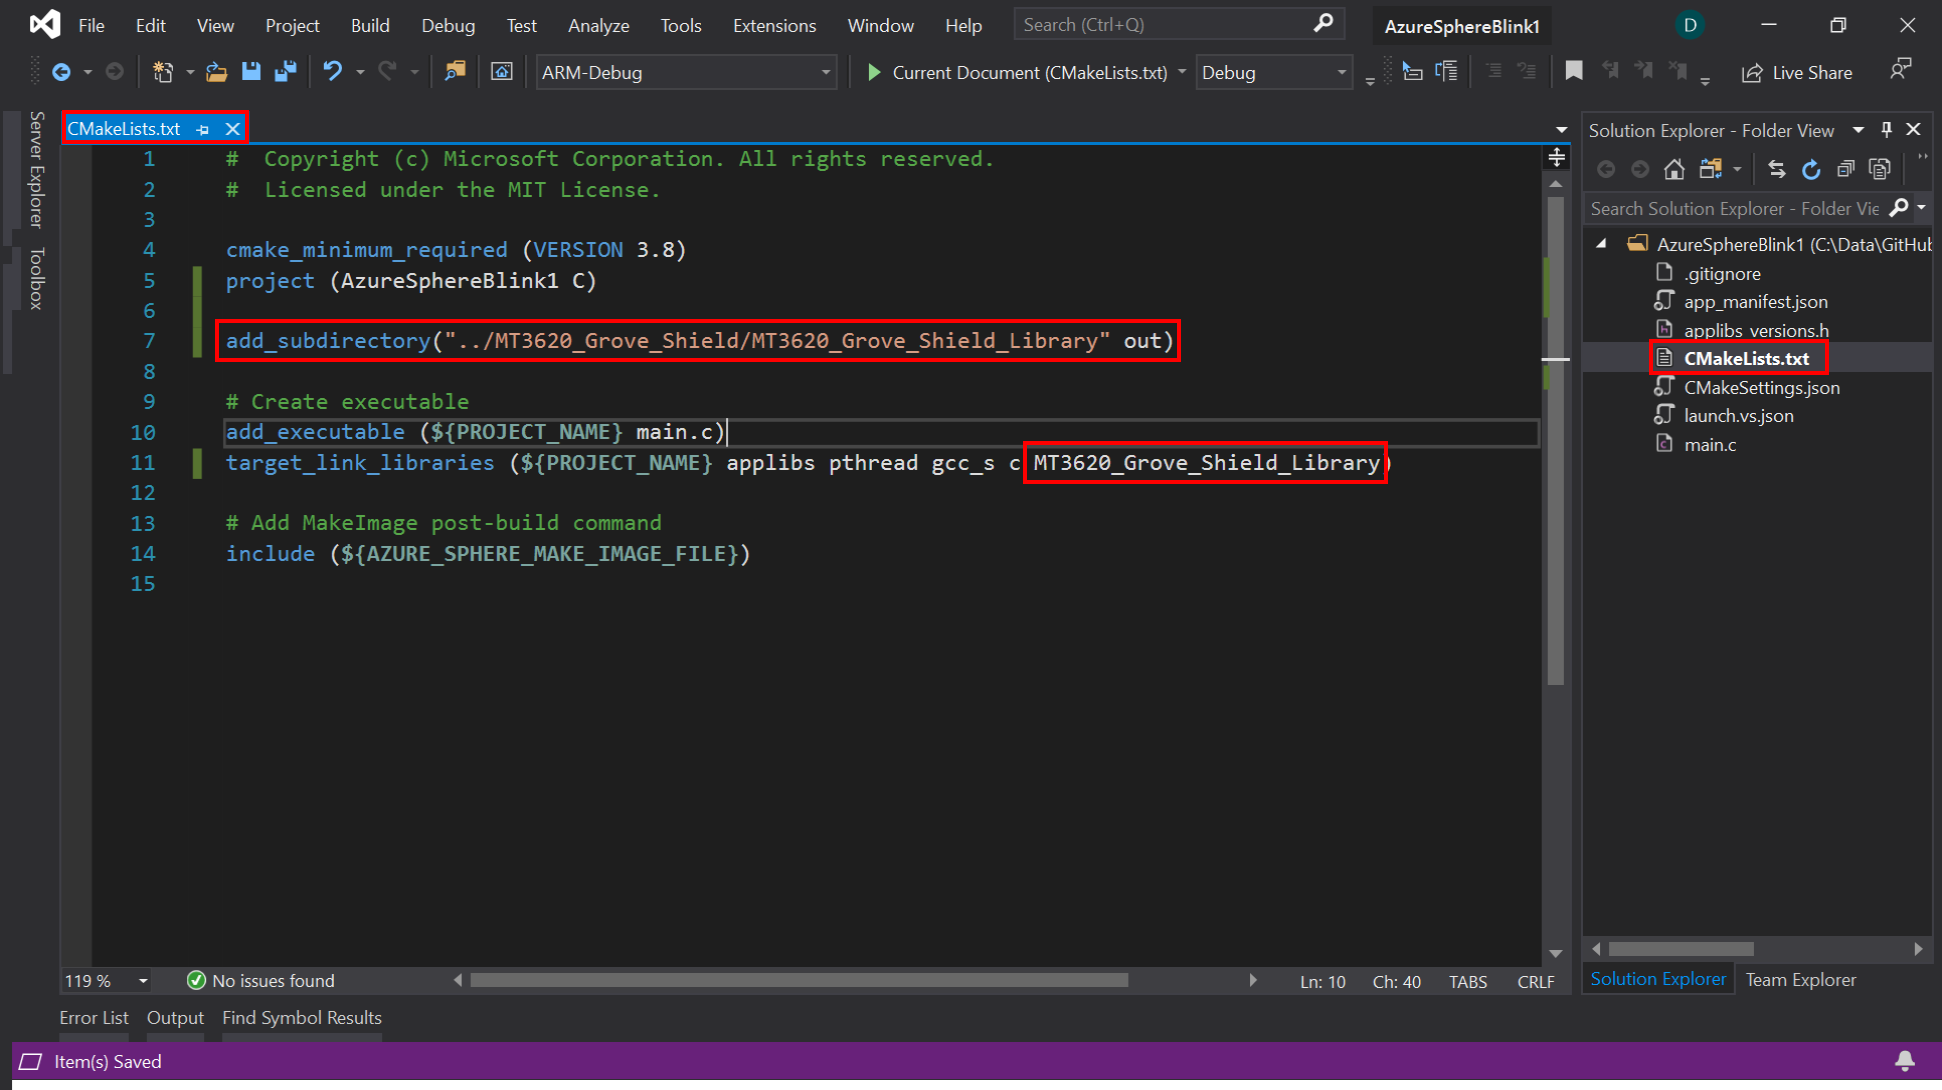 File Edit View Project Build Debug Test Analyze Tools Extensions Window Help Search (Ctrl+Q) AzureSphereBlink1 D
ARM-Debug Current Document (CMakeLists.txt) Debug Live Share
Server Explorer
Toolbox
CMakeLists.txt
1 # Copyright (c) Microsoft Corporation. All rights reserved.
2 # Licensed under the MIT License.
3
4 cmake_minimum_required (VERSION 3.8)
5 project (AzureSphereBlink1 C)
6
7 add_subdirectory("../MT3620_Grove_Shield/MT3620_Grove_Shield_Library" out)
8
9 # Create executable
10 add_executable (${PROJECT_NAME} main.c)
11 target_link_libraries (${PROJECT_NAME} applibs pthread gcc_s c MT3620_Grove_Shield_Library)
12
13 # Add MakeImage post-build command
14 include (${AZURE_SPHERE_MAKE_IMAGE_FILE})
15
119 % No issues found Ln: 10 Ch: 40 TABS CRLF
Solution Explorer - Folder View
Search Solution Explorer - Folder Vie
AzureSphereBlink1 (C:\Data\GitHub
.gitignore
app_manifest.json
applibs_versions.h
CMakeLists.txt
CMakeSettings.json
launch.vs.json
main.c
Solution Explorer Team Explorer
Error List Output Find Symbol Results
Item(s) Saved